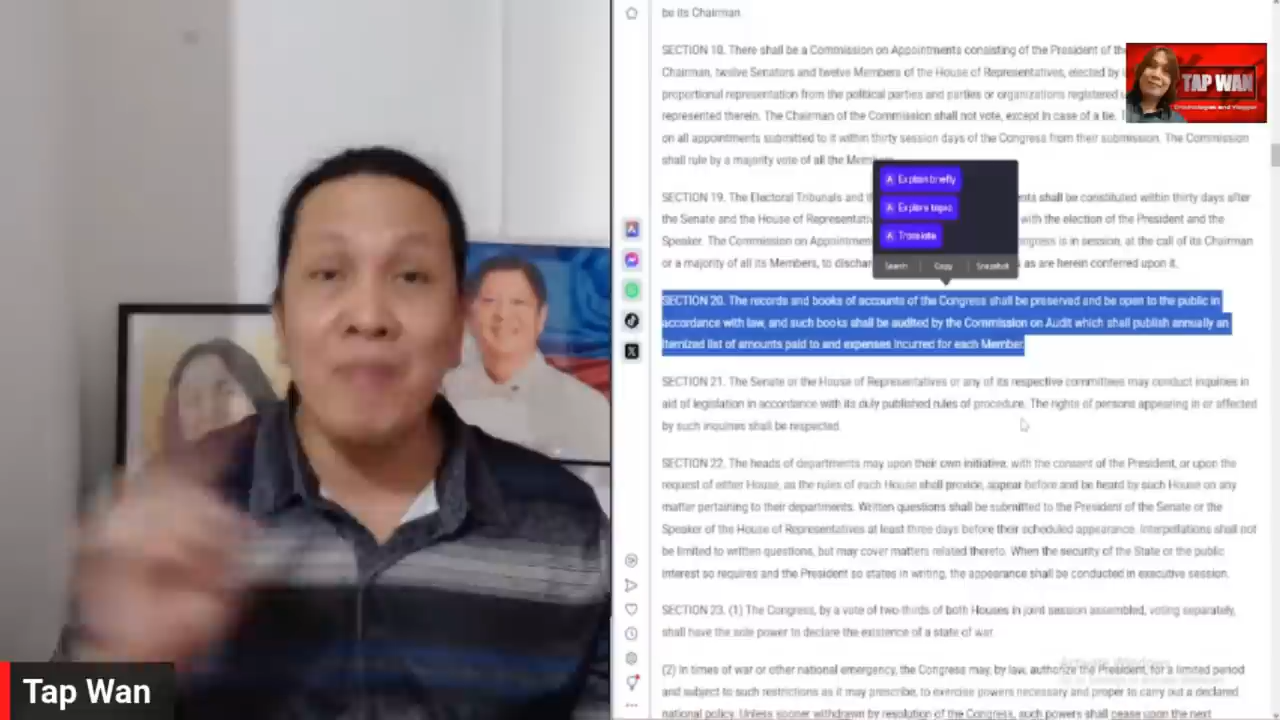 be its Chairman.
SECTION 18. There shall be a Commission on Appointments consisting of the President of the
Chairman, twelve Senators and twelve Members of the House of Representatives, elected by
proportional representation from the political parties and parties or organizations registered
represented therein. The Chairman of the Commission shall not vote, except in case of a tie.
on all appointments submitted to it within thirty session days of the Congress from their submission. The Commission
shall rule by a majority vote of all the Members.
SECTION 19. The Electoral Tribunals and the shall be constituted within thirty days after
the Senate and the House of Representatives with the election of the President and the
Speaker. The Commission on Appointments Congress is in session, at the call of its Chairman
or a majority of all its Members, to discharge as are herein conferred upon it.
SECTION 20. The records and books of accounts of the Congress shall be preserved and be open to the public in
accordance with law, and such books shall be audited by the Commission on Audit which shall publish annually an
itemized list of amounts paid to and expenses incurred for each Member.
SECTION 21. The Senate or the House of Representatives or any of its respective committees may conduct inquiries in
aid of legislation in accordance with its duly published rules of procedure. The rights of persons appearing in or affected
by such inquiries shall be respected.
SECTION 22. The heads of departments may upon their own initiative, with the consent of the President, or upon the
request of either House, as the rules of each House shall provide, appear before and be heard by such House on any
matter pertaining to their departments. Written questions shall be submitted to the President of the Senate or the
Speaker of the House of Representatives at least three days before their scheduled appearance. Interpellations shall not
be limited to written questions, but may cover matters related thereto. When the security of the State or the public
interest so requires and the President so states in writing, the appearance shall be conducted in executive session.
SECTION 23. (1) The Congress, by a vote of two-thirds of both Houses in joint session assembled, voting separately,
shall have the sole power to declare the existence of a state of war.
(2) In times of war or other national emergency, the Congress may, by law, authorize the President, for a limited period
and subject to such restrictions as it may prescribe, to exercise powers necessary and proper to carry out a declared
national policy. Unless sooner withdrawn by resolution of the Congress, such powers shall cease upon the next
Explain briefly
Explore topic
Translate
Search
Copy
Snapshot
TAP WAN
Activate Windows
Tap Wan